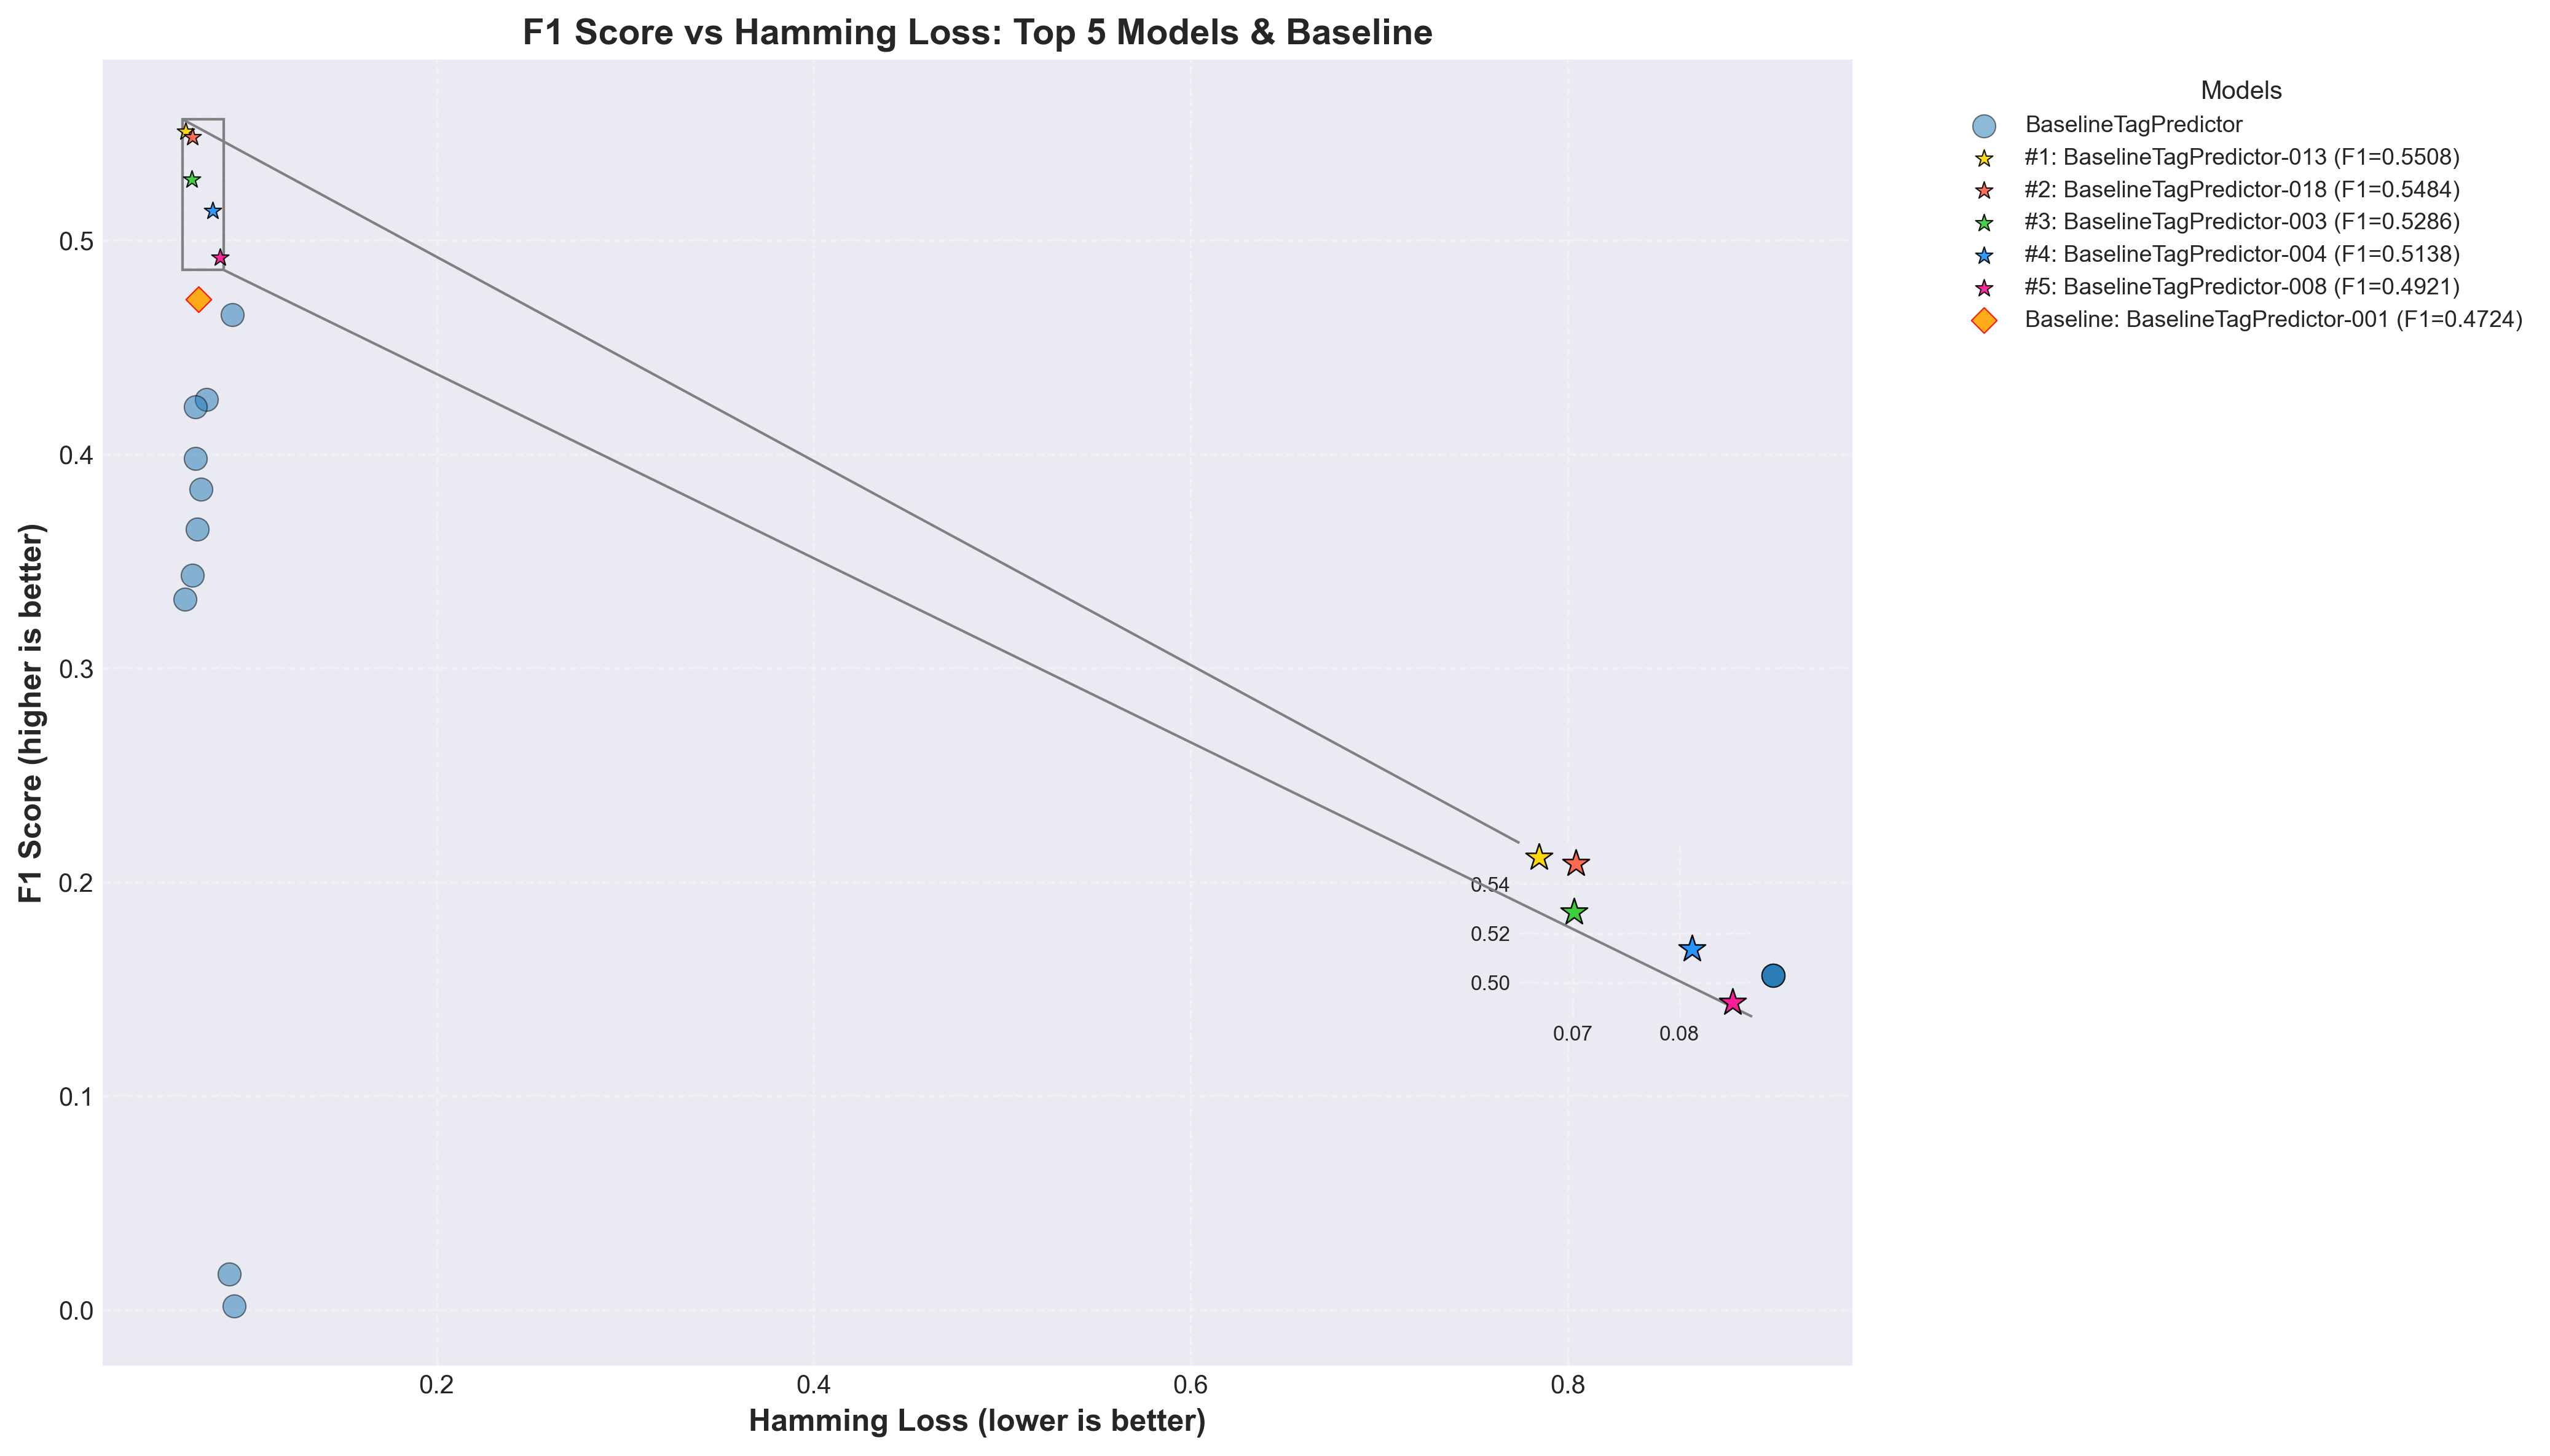 F1 Score vs Hamming Loss: Top 5 Models & Baseline
F1 Score (higher is better)
0.5
0.4
0.3
0.2
0.1
0.0
0.2
0.4
0.6
0.8
Hamming Loss (lower is better)
0.54
0.52
0.50
0.07
0.08
Models
BaselineTagPredictor
#1: BaselineTagPredictor-013 (F1=0.5508)
#2: BaselineTagPredictor-018 (F1=0.5484)
#3: BaselineTagPredictor-003 (F1=0.5286)
#4: BaselineTagPredictor-004 (F1=0.5138)
#5: BaselineTagPredictor-008 (F1=0.4921)
Baseline: BaselineTagPredictor-001 (F1=0.4724)